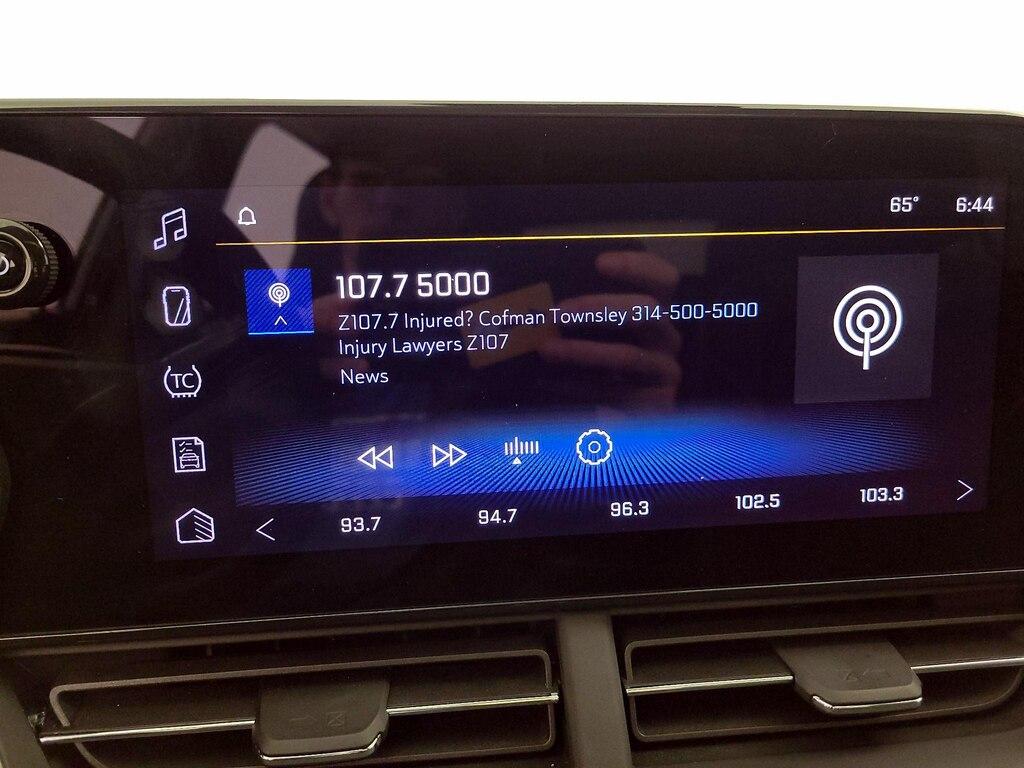 65° 6:44
107.7 5000
Z107.7 Injured? Cofman Townsley 314-500-5000
Injury Lawyers Z107
News
TC
93.7 94.7 96.3 102.5 103.3